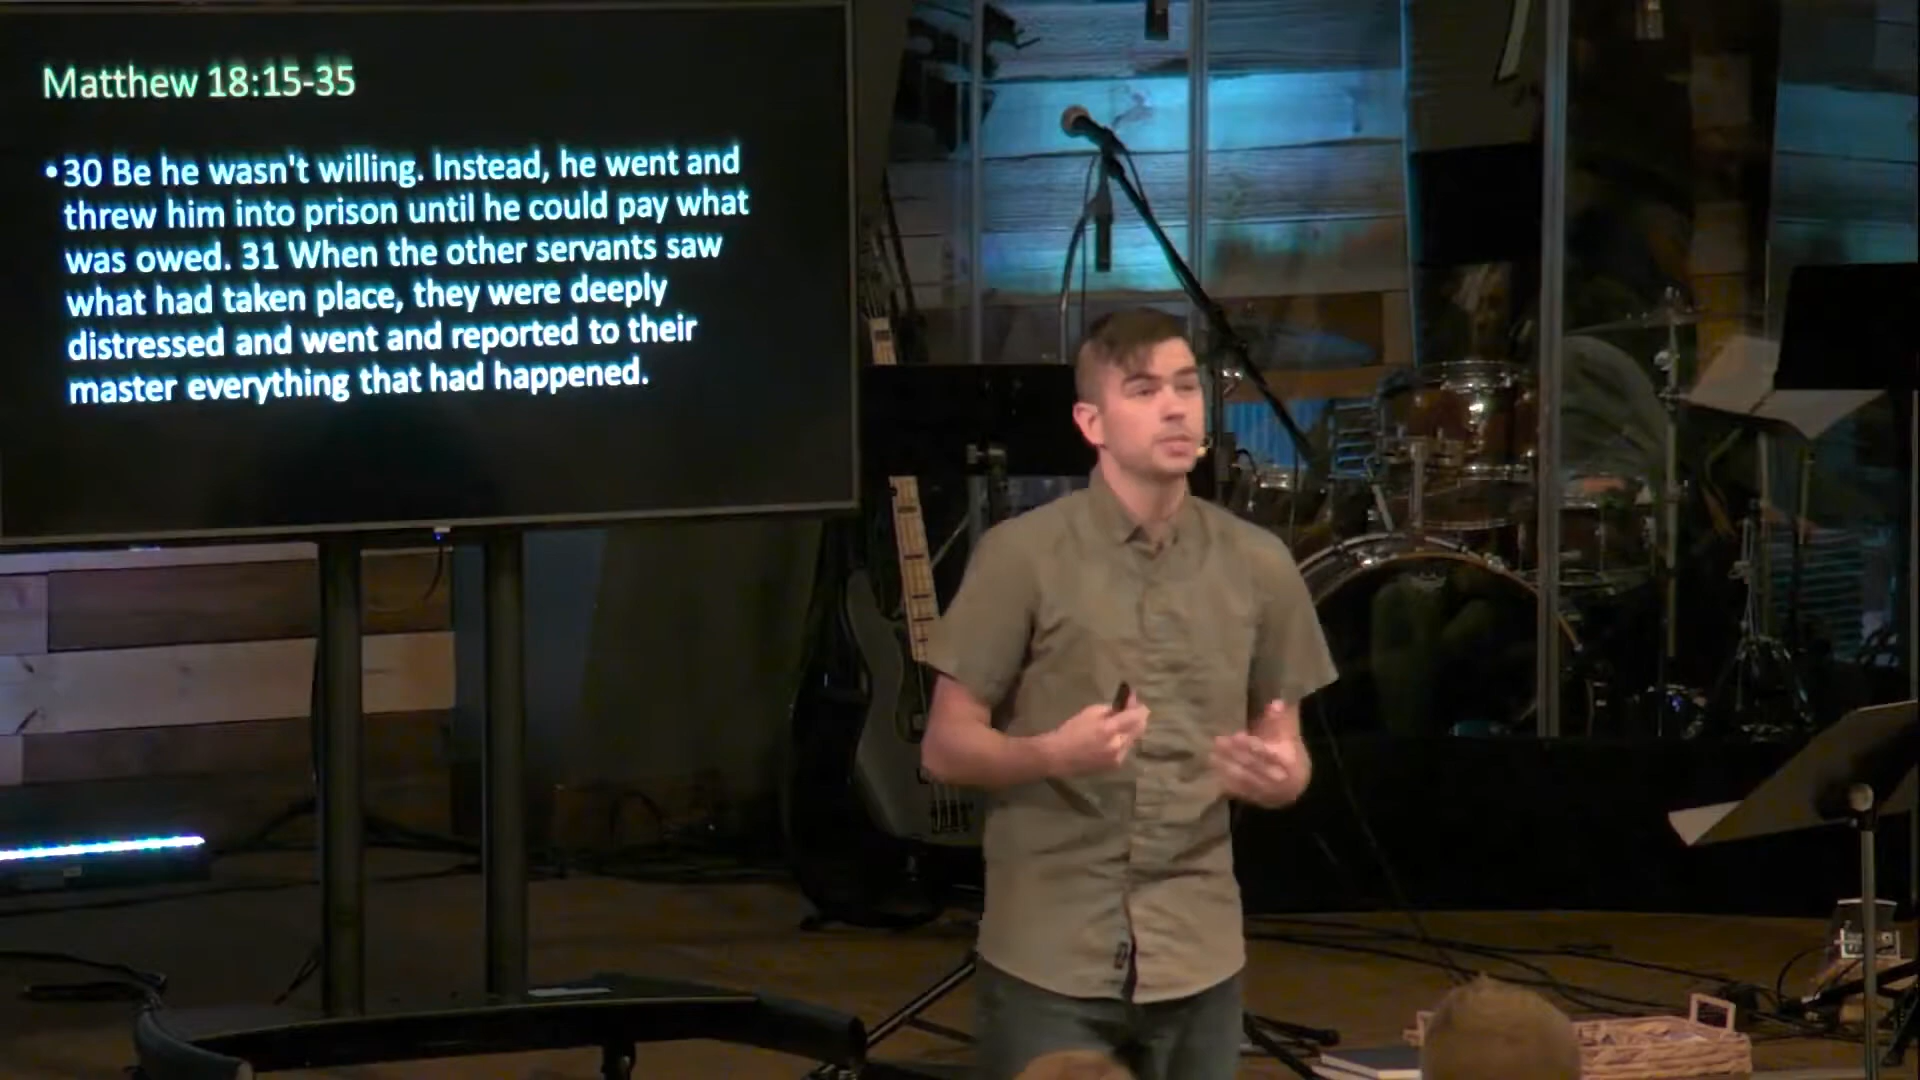 Matthew 18:15-35
•30 Be he wasn't willing. Instead, he went and
threw him into prison until he could pay what
was owed. 31 When the other servants saw
what had taken place, they were deeply
distressed and went and reported to their
master everything that had happened.